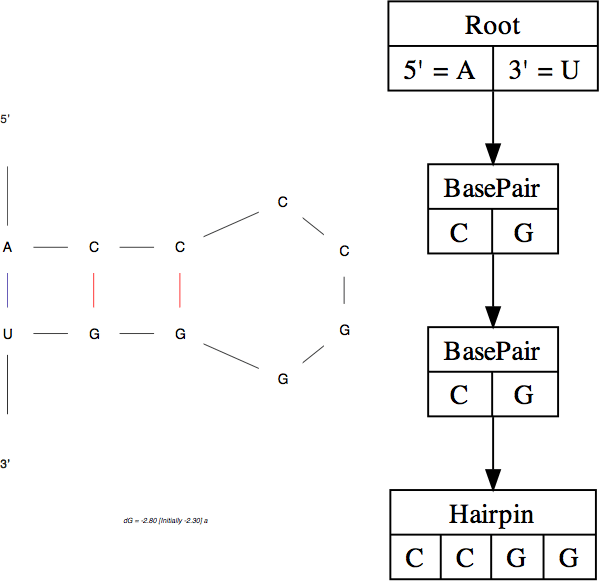 5'
C
A C C C
U G G G
G
3'
dG = -2.80 [Initially -2.30] a
Root
5' = A 3' = U
BasePair
C G
BasePair
C G
Hairpin
C C G G